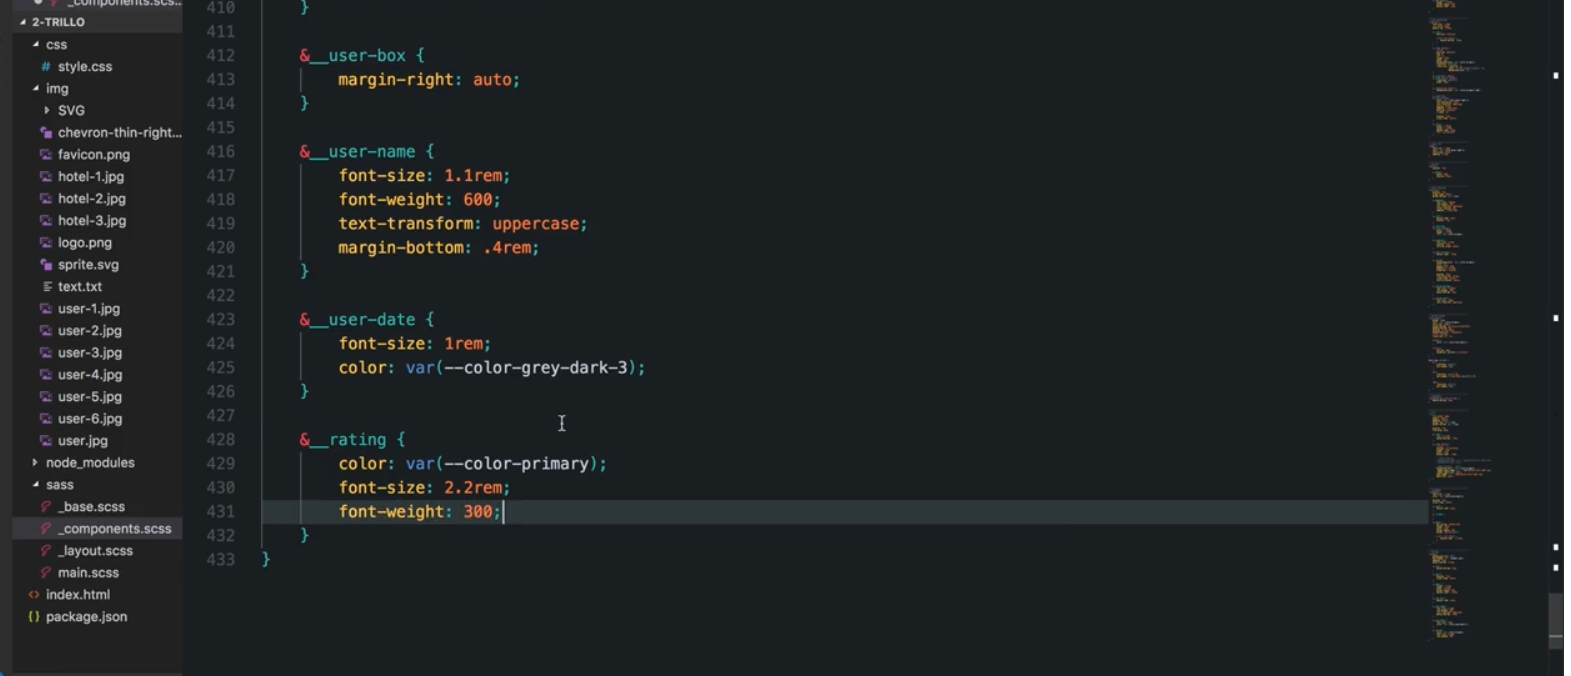 _components.scs...
2-TRILLO
css
# style.css
img
SVG
chevron-thin-right...
favicon.png
hotel-1.jpg
hotel-2.jpg
hotel-3.jpg
logo.png
sprite.svg
text.txt
user-1.jpg
user-2.jpg
user-3.jpg
user-4.jpg
user-5.jpg
user-6.jpg
user.jpg
node_modules
sass
_base.scss
_components.scss
_layout.scss
main.scss
<> index.html
{} package.json
410 }
411
412 &__user-box {
413 margin-right: auto;
414 }
415
416 &__user-name {
417 font-size: 1.1rem;
418 font-weight: 600;
419 text-transform: uppercase;
420 margin-bottom: .4rem;
421 }
422
423 &__user-date {
424 font-size: 1rem;
425 color: var(--color-grey-dark-3);
426 }
427
428 &__rating {
429 color: var(--color-primary);
430 font-size: 2.2rem;
431 font-weight: 300;
432 }
433 }